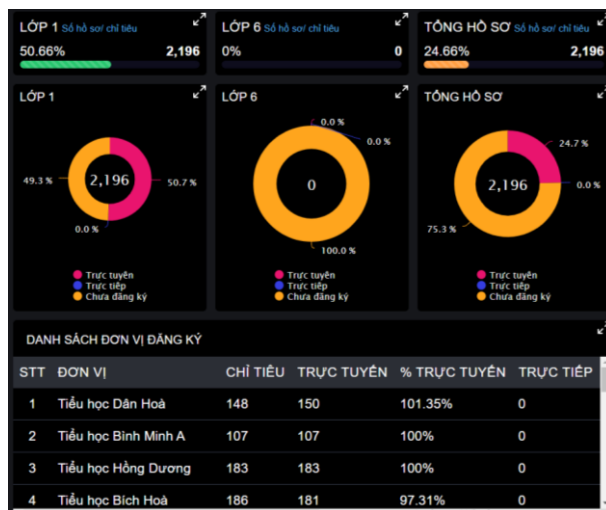 LỚP 1 Số hồ sơ/ chỉ tiêu
50.66% 2,196
LỚP 6 Số hồ sơ/ chỉ tiêu
0% 0
TỔNG HỒ SƠ Số hồ sơ/ chỉ tiêu
24.66% 2,196
LỚP 1
49.3 %
2,196
50.7 %
0.0 %
Trực tuyến
Trực tiếp
Chưa đăng ký
LỚP 6
0.0 %
0.0 %
0
100.0 %
Trực tuyến
Trực tiếp
Chưa đăng ký
TỔNG HỒ SƠ
24.7 %
2,196
0.0 %
75.3 %
Trực tuyến
Trực tiếp
Chưa đăng ký
DANH SÁCH ĐƠN VỊ ĐĂNG KÝ
STT ĐƠN VỊ CHỈ TIÊU TRỰC TUYẾN % TRỰC TUYẾN TRỰC TIẾP
1 Tiểu học Dân Hoà 148 150 101.35% 0
2 Tiểu học Bình Minh A 107 107 100% 0
3 Tiểu học Hồng Dương 183 183 100% 0
4 Tiểu học Bích Hoà 186 181 97.31% 0